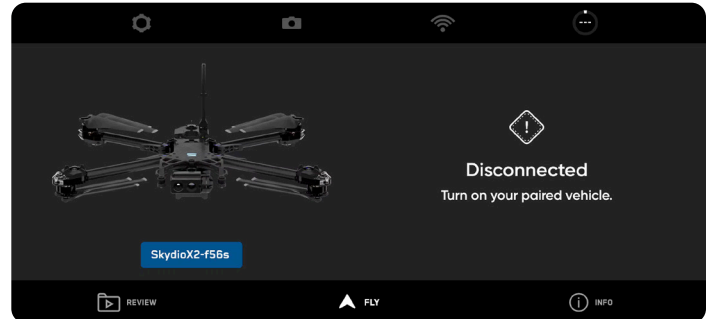 ---
Disconnected
Turn on your paired vehicle.
SkydioX2-f56s
REVIEW
FLY
INFO